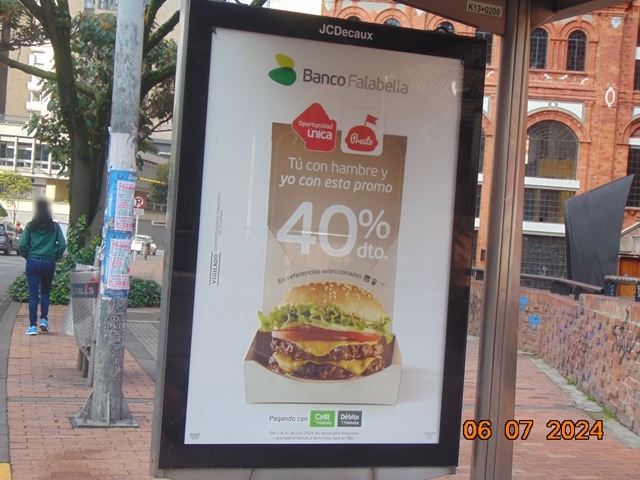 K13+0200
JCDecaux
Banco Falabella
Oportunidad
única
Presto
Tú con hambre y
yo con esta promo
40%
dto.
En referencias seleccionadas
VIGILADO
Pagando con
CMR
Débito
06 07 2024